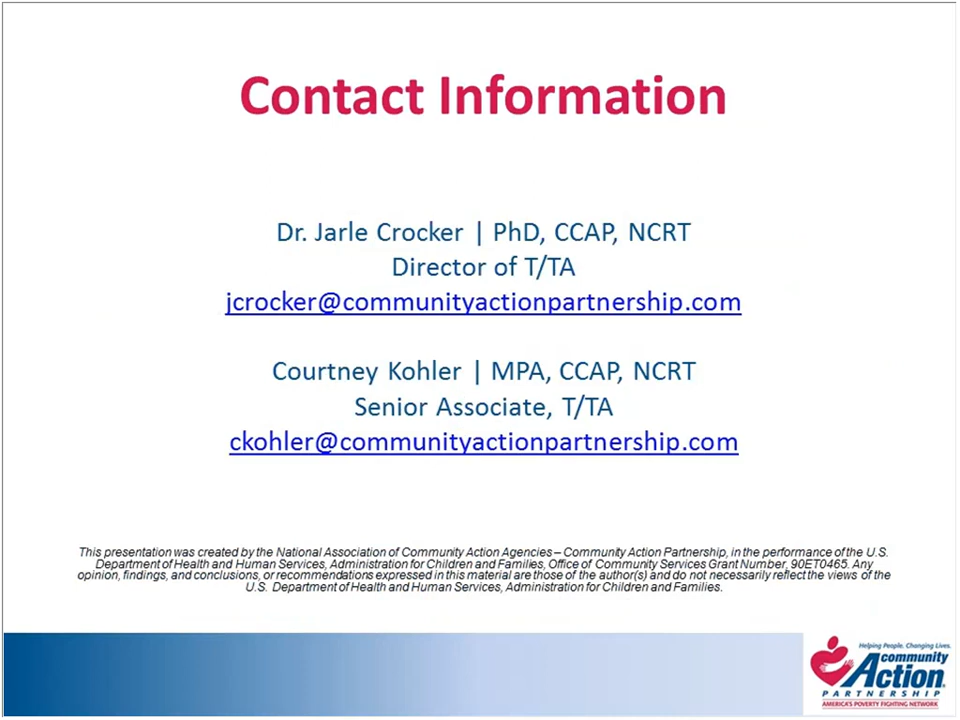 Contact Information
Dr. Jarle Crocker | PhD, CCAP, NCRT
Director of T/TA
jcrocker@communityactionpartnership.com
Courtney Kohler | MPA, CCAP, NCRT
Senior Associate, T/TA
ckohler@communityactionpartnership.com
This presentation was created by the National Association of Community Action Agencies – Community Action Partnership, in the performance of the U.S.
Department of Health and Human Services, Administration for Children and Families, Office of Community Services Grant Number, 90ET0465. Any
opinion, findings, and conclusions, or recommendations expressed in this material are those of the author(s) and do not necessarily reflect the views of the
U.S. Department of Health and Human Services, Administration for Children and Families.
Helping People. Changing Lives.
community
Action
PARTNERSHIP
AMERICA'S POVERTY FIGHTING NETWORK